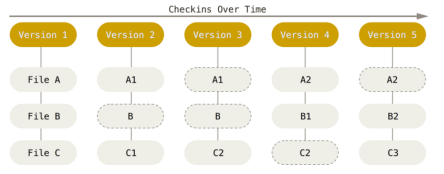 Checkins Over Time
Version 1 Version 2 Version 3 Version 4 Version 5
File A A1 A1 A2 A2
File B B B B1 B2
File C C1 C2 C2 C3